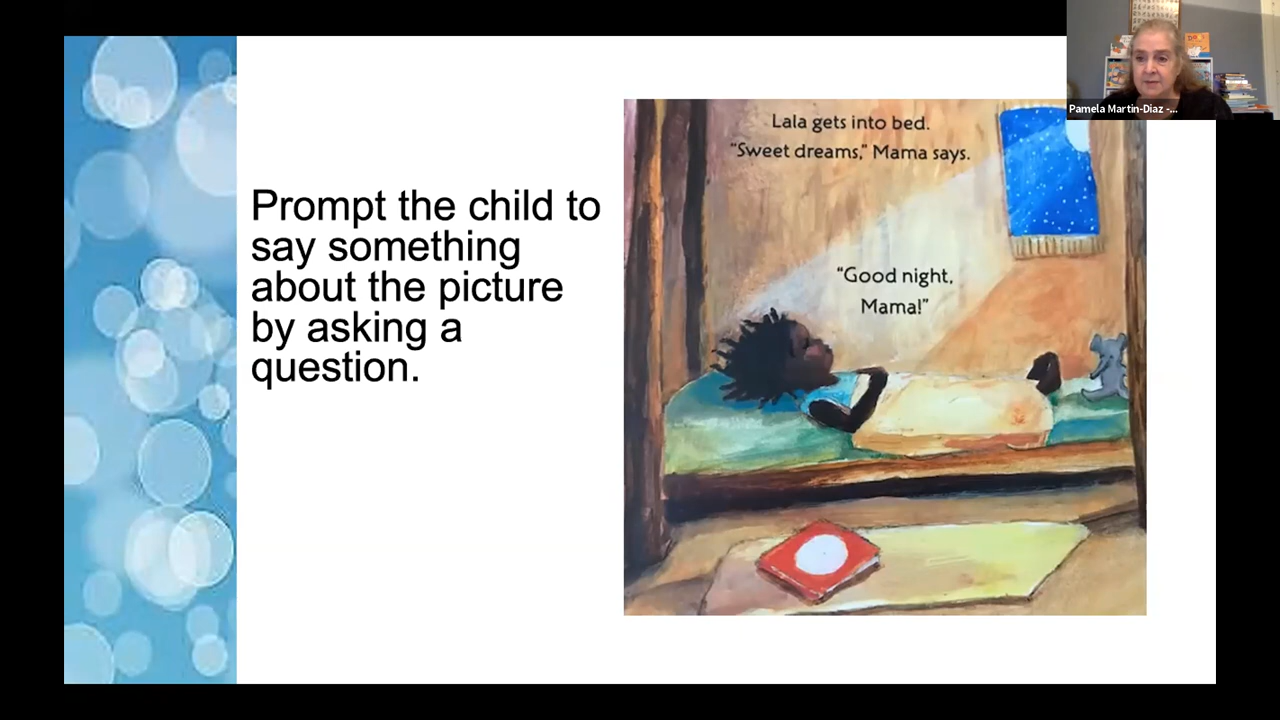 Prompt the child to
say something
about the picture
by asking a
question.
Lala gets into bed.
"Sweet dreams," Mama says.
"Good night,
Mama!"
Pamela Martin-Diaz -...